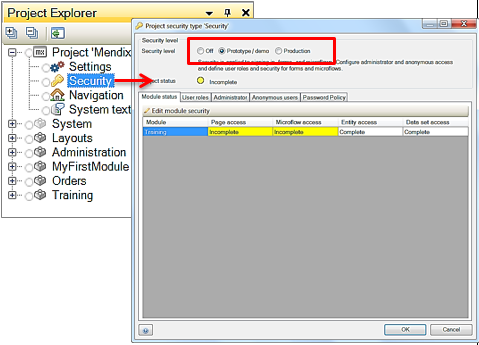 Project Explorer
Project 'Mendix
Settings
Security
Navigation
System text
System
Layouts
Administration
MyFirstModule
Orders
Training
Project security type 'Security'
Security level
Security level
Off
Prototype / demo
Production
and microflows. Configure administrator and anonymous access
and define user roles and security for forms and microflows.
status
Incomplete
Module status
User roles
Administrator
Anonymous users
Password Policy
Edit module security
Module Page access Microflow access Entity access Data set access
Training Incomplete Incomplete Complete Complete
OK
Cancel